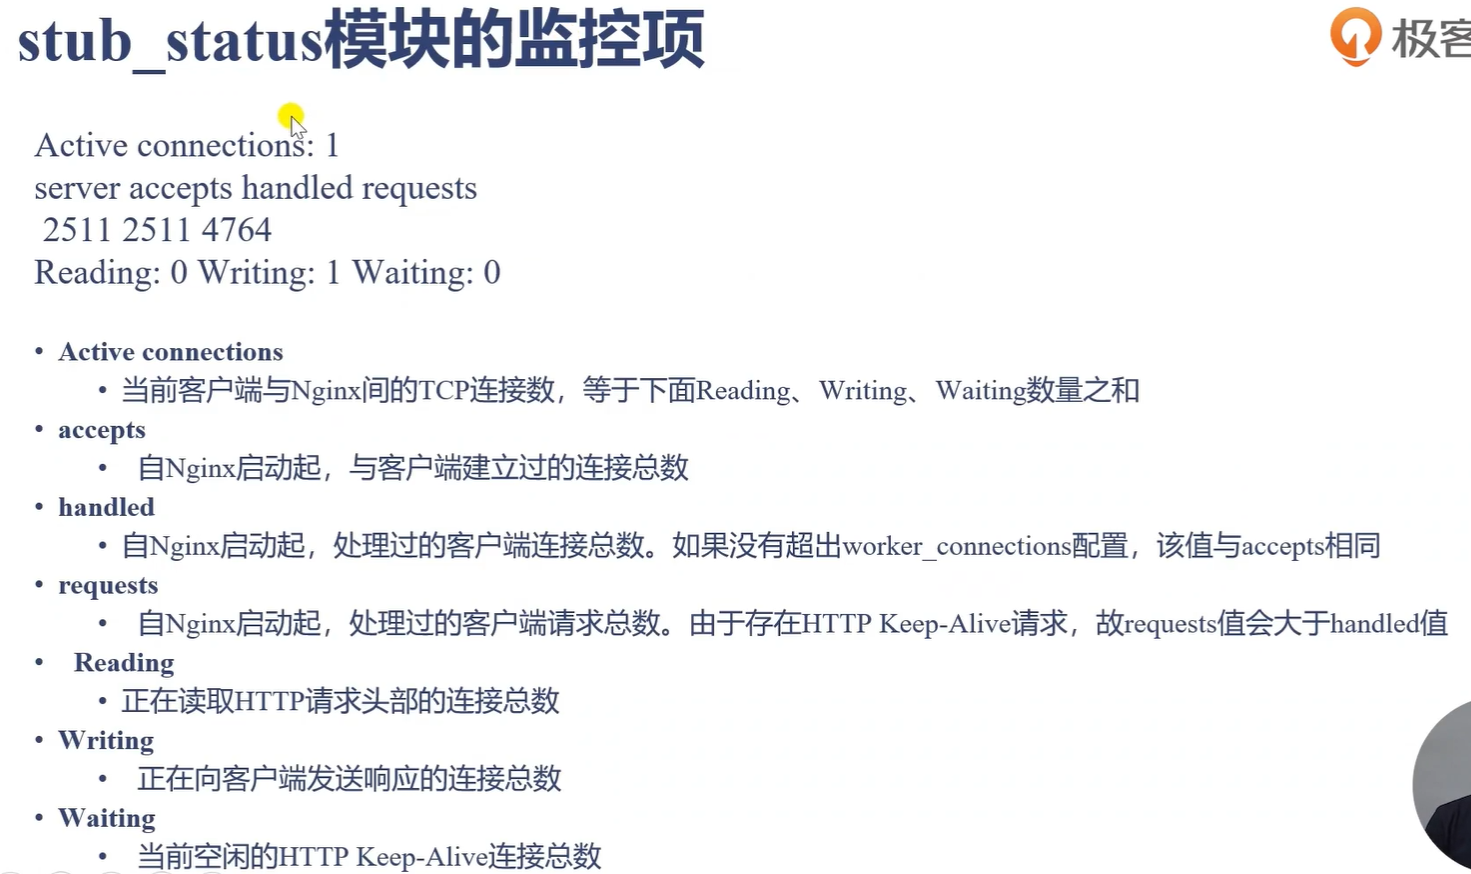 stub_status模块的监控项
极客
Active connections: 1
server accepts handled requests
2511 2511 4764
Reading: 0 Writing: 1 Waiting: 0
• Active connections
• 当前客户端与Nginx间的TCP连接数，等于下面Reading、Writing、Waiting数量之和
• accepts
• 自Nginx启动起，与客户端建立过的连接总数
• handled
• 自Nginx启动起，处理过的客户端连接总数。如果没有超出worker_connections配置，该值与accepts相同
• requests
• 自Nginx启动起，处理过的客户端请求总数。由于存在HTTP Keep-Alive请求，故requests值会大于handled值
• Reading
• 正在读取HTTP请求头部的连接总数
• Writing
• 正在向客户端发送响应的连接总数
• Waiting
• 当前空闲的HTTP Keep-Alive连接总数